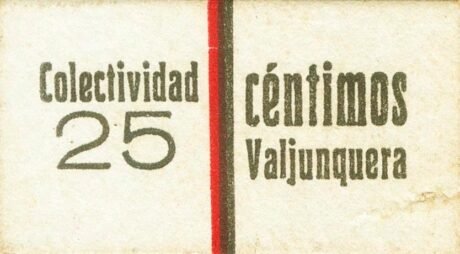 Colectividad
25
céntimos
Valjunquera